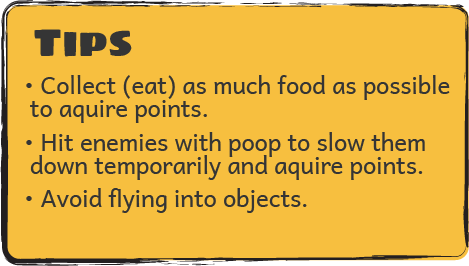 Tips
• Collect (eat) as much food as possible
to aquire points.
• Hit enemies with poop to slow them
down temporarily and aquire points.
• Avoid flying into objects.